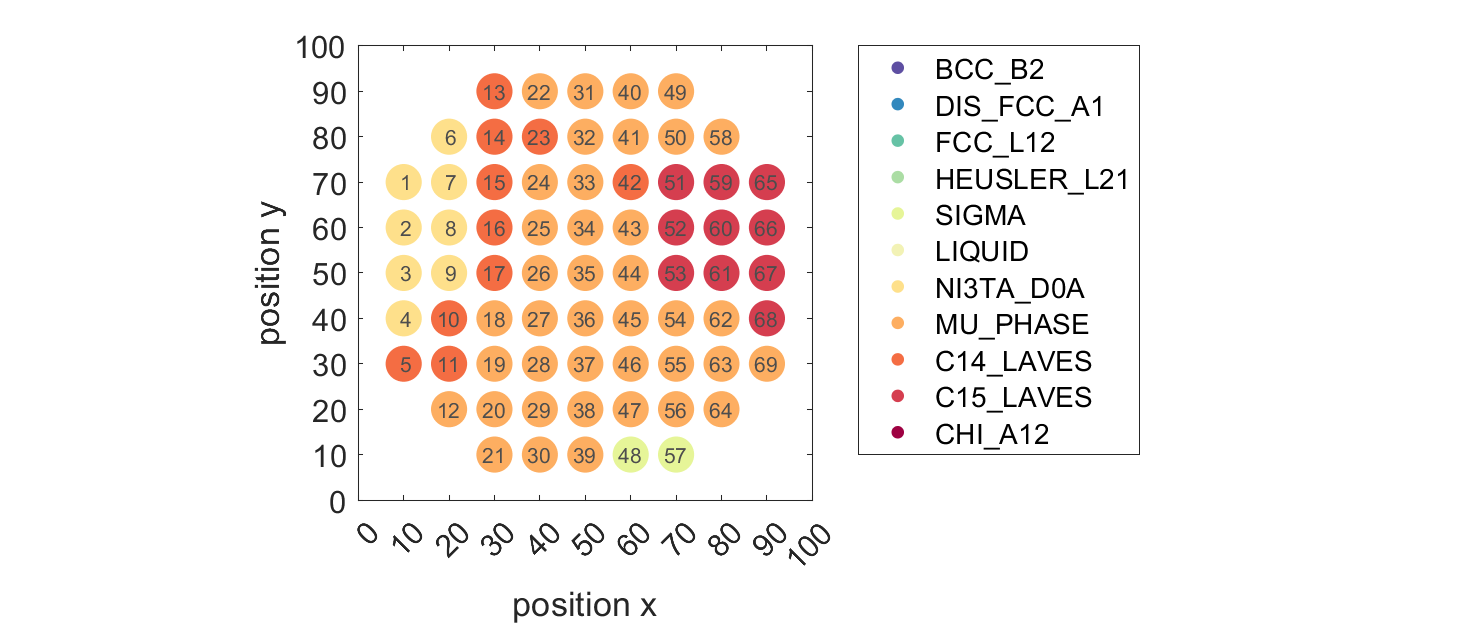 100
90 13 22 31 40 49
80 6 14 23 32 41 50 58
70 1 7 15 24 33 42 51 59 65
60 2 8 16 25 34 43 52 60 66
50 3 9 17 26 35 44 53 61 67
40 4 10 18 27 36 45 54 62 68
30 5 11 19 28 37 46 55 63 69
20 12 20 29 38 47 56 64
10 21 30 39 48 57
0
0 10 20 30 40 50 60 70 80 90 100
position x
position y
BCC_B2
DIS_FCC_A1
FCC_L12
HEUSLER_L21
SIGMA
LIQUID
NI3TA_D0A
MU_PHASE
C14_LAVES
C15_LAVES
CHI_A12